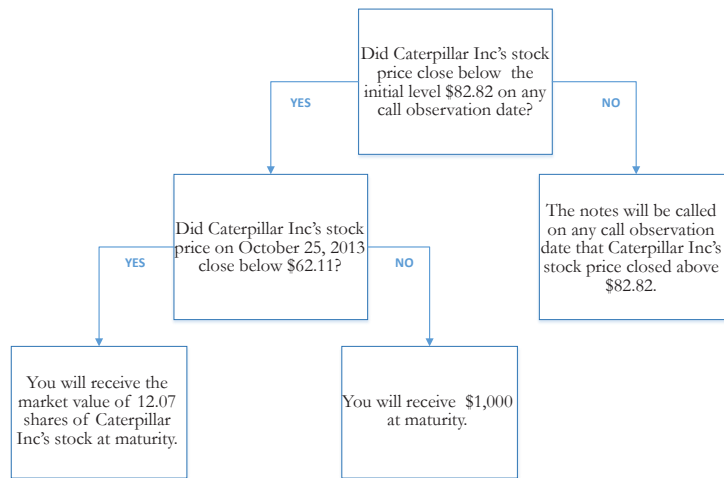 Did Caterpillar Inc's stock
price close below the
initial level $82.82 on any
call observation date?
YES
NO
Did Caterpillar Inc's stock
price on October 25, 2013
close below $62.11?
The notes will be called
on any call observation
date that Caterpillar Inc's
stock price closed above
$82.82.
YES
NO
You will receive the
market value of 12.07
shares of Caterpillar
Inc's stock at maturity.
You will receive $1,000
at maturity.